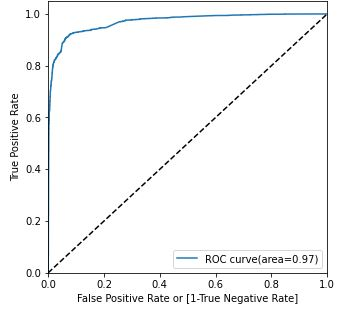 1.0
0.8
0.6
0.4
0.2
0.0
True Positive Rate
ROC curve(area=0.97)
0.0 0.2 0.4 0.6 0.8 1.0
False Positive Rate or [1-True Negative Rate]